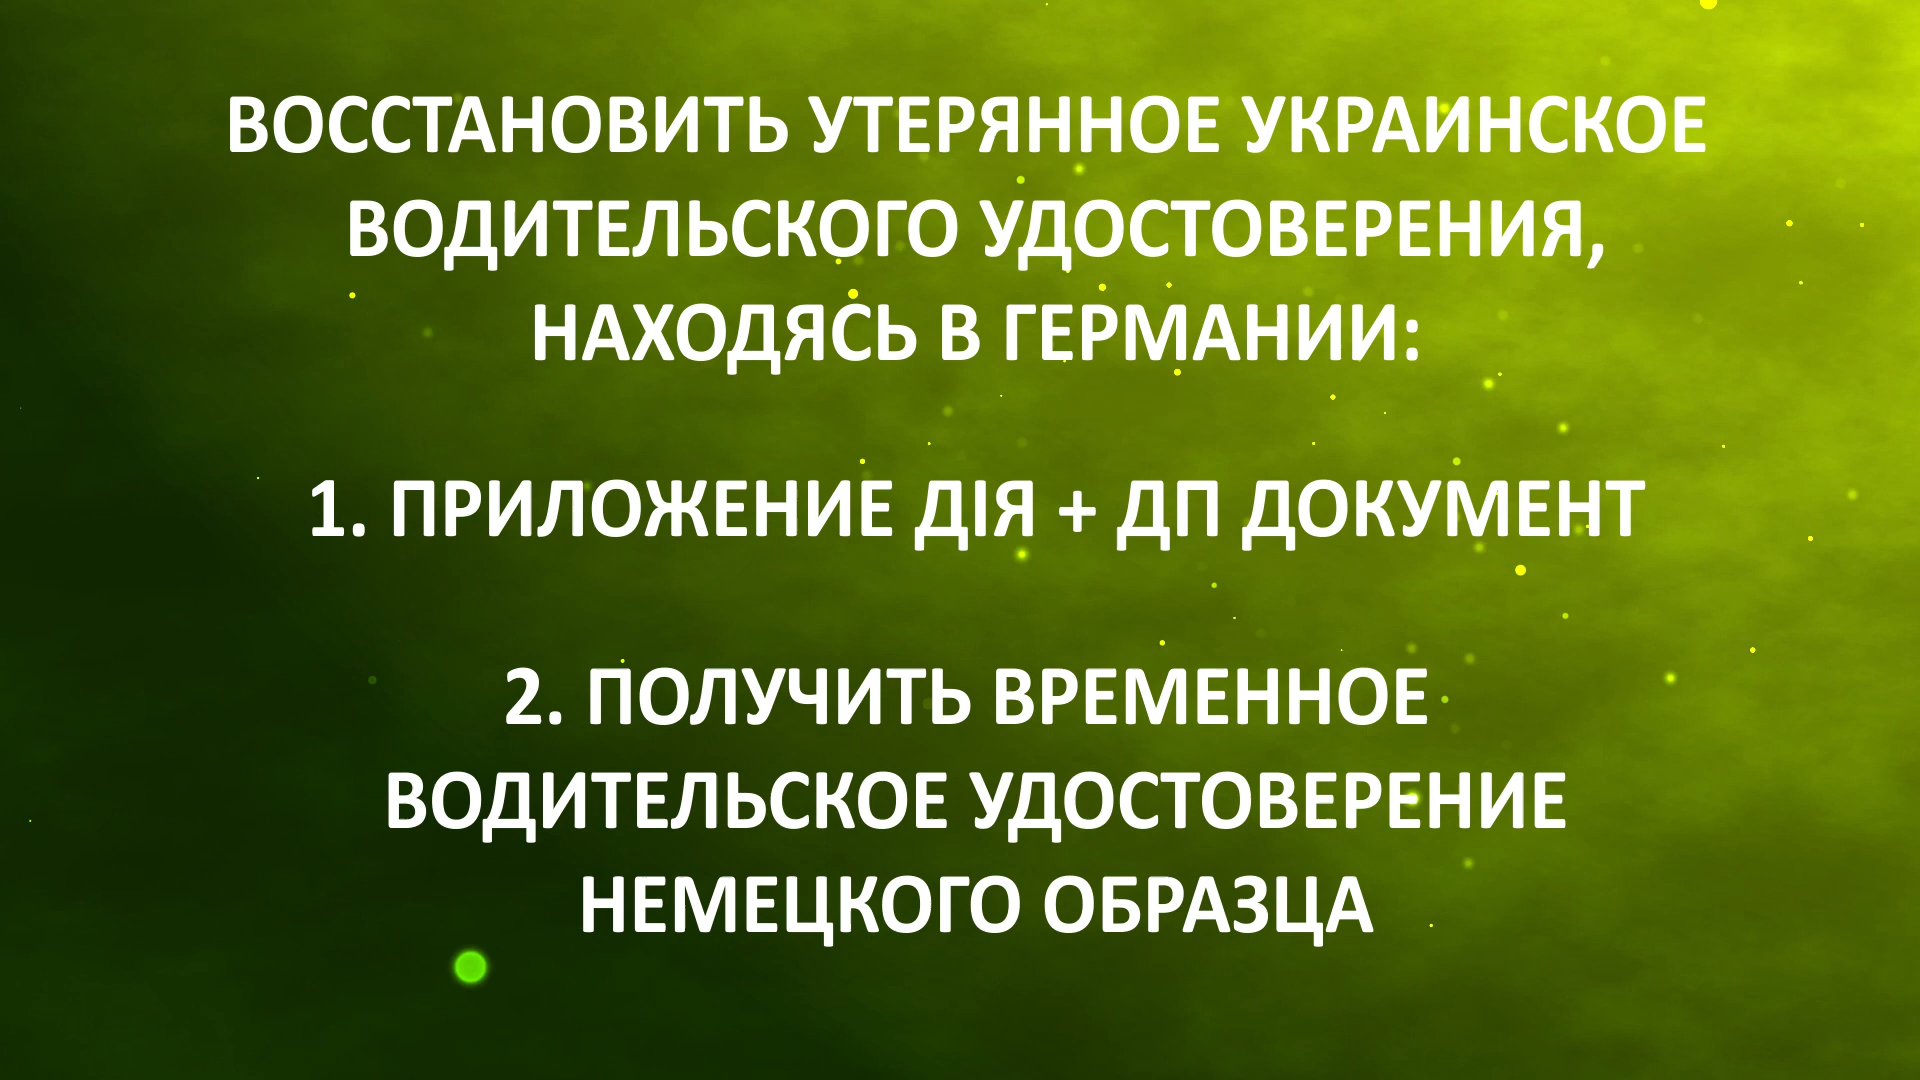 ВОССТАНОВИТЬ УТЕРЯННОЕ УКРАИНСКОЕ
ВОДИТЕЛЬСКОГО УДОСТОВЕРЕНИЯ,
НАХОДЯСЬ В ГЕРМАНИИ:
1. ПРИЛОЖЕНИЕ ДІЯ + ДП ДОКУМЕНТ
2. ПОЛУЧИТЬ ВРЕМЕННОЕ
ВОДИТЕЛЬСКОЕ УДОСТОВЕРЕНИЕ
НЕМЕЦКОГО ОБРАЗЦА